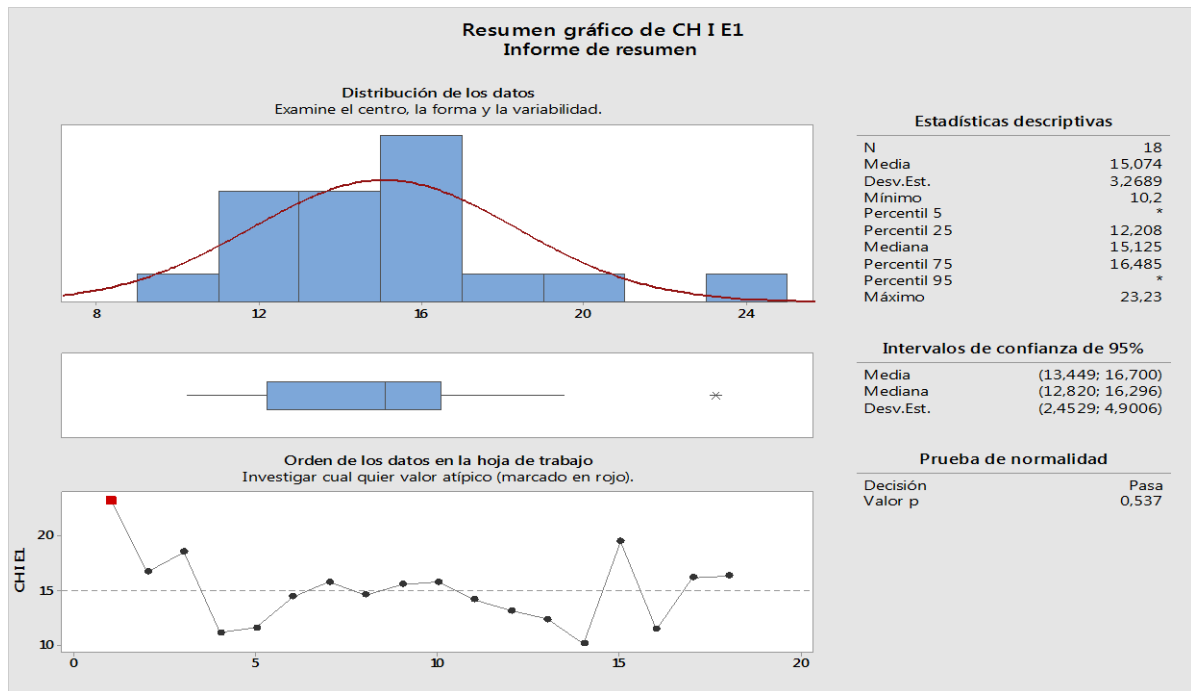 Resumen gráfico de CH I E1
Informe de resumen
Distribución de los datos
Examine el centro, la forma y la variabilidad.
8 12 16 20 24
Orden de los datos en la hoja de trabajo
Investigar cual quier valor atípico (marcado en rojo).
CH I E1
20
15
10
0 5 10 15 20
Estadísticas descriptivas
N 18
Media 15,074
Desv.Est. 3,2689
Mínimo 10,2
Percentil 5 *
Percentil 25 12,208
Mediana 15,125
Percentil 75 16,485
Percentil 95 *
Máximo 23,23
Intervalos de confianza de 95%
Media (13,449; 16,700)
Mediana (12,820; 16,296)
Desv.Est. (2,4529; 4,9006)
Prueba de normalidad
Decisión Pasa
Valor p 0,537